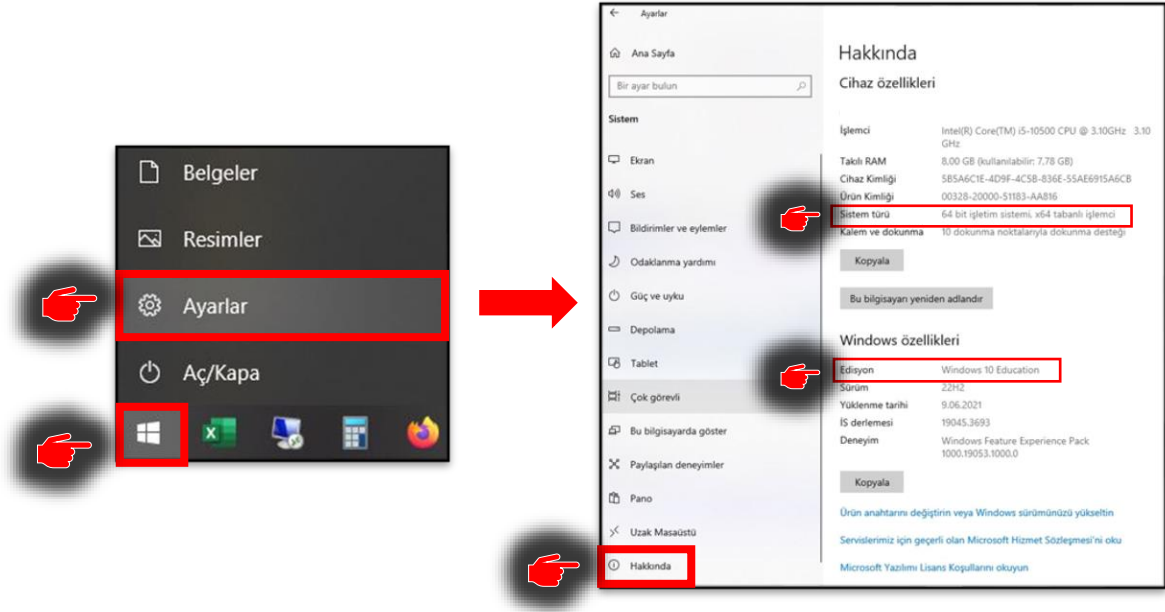 Belgeler
Resimler
Ayarlar
Aç/Kapa
Ayarlar
Ana Sayfa
Bir ayar bulun
Sistem
Ekran
Ses
Bildirimler ve eylemler
Odaklanma yardımı
Güç ve uyku
Depolama
Tablet
Çok görevli
Bu bilgisayarda göster
Paylaşılan deneyimler
Pano
Uzak Masaüstü
Hakkında
Hakkında
Cihaz özellikleri
İşlemci Intel(R) Core(TM) i5-10500 CPU @ 3.10GHz 3.10
GHz
Takılı RAM 8,00 GB (kullanılabilir: 7,78 GB)
Cihaz Kimliği 5B5A6C1E-4D9F-4C5B-836E-55AE6915A6CB
Ürün Kimliği 00328-20000-51183-AA816
Sistem türü 64 bit işletim sistemi, x64 tabanlı işlemci
Kalem ve dokunma 10 dokunma noktalarıyla dokunma desteği
Kopyala
Bu bilgisayarı yeniden adlandır
Windows özellikleri
Edisyon Windows 10 Education
Sürüm 22H2
Yüklenme tarihi 9.06.2021
İS derlemesi 19045.3693
Deneyim Windows Feature Experience Pack
1000.19053.1000.0
Kopyala
Ürün anahtarını değiştirin veya Windows sürümünüzü yükseltin
Servislerimiz için geçerli olan Microsoft Hizmet Sözleşmesi'ni oku
Microsoft Yazılımı Lisans Koşullarını okuyun